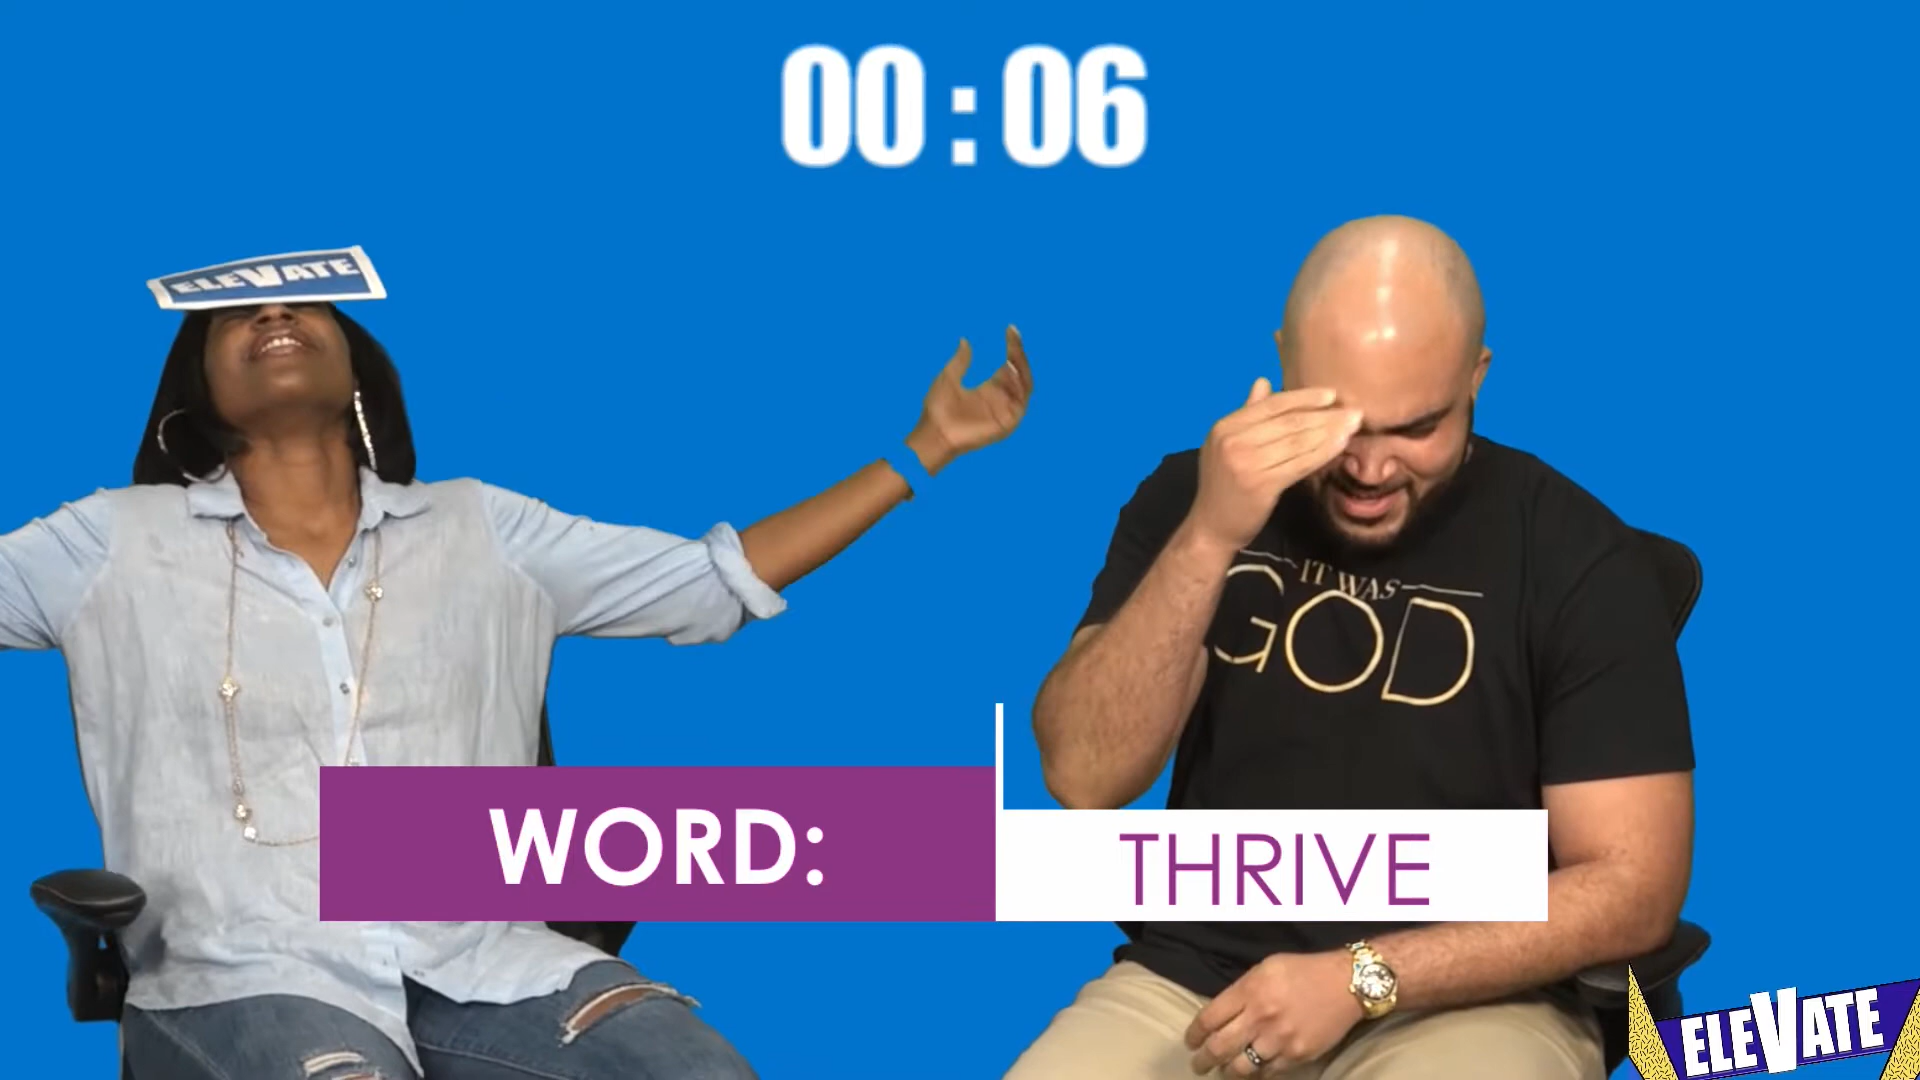 00:06
ELEVATE
IT WAS
GOD
WORD:
THRIVE
ELEVATE